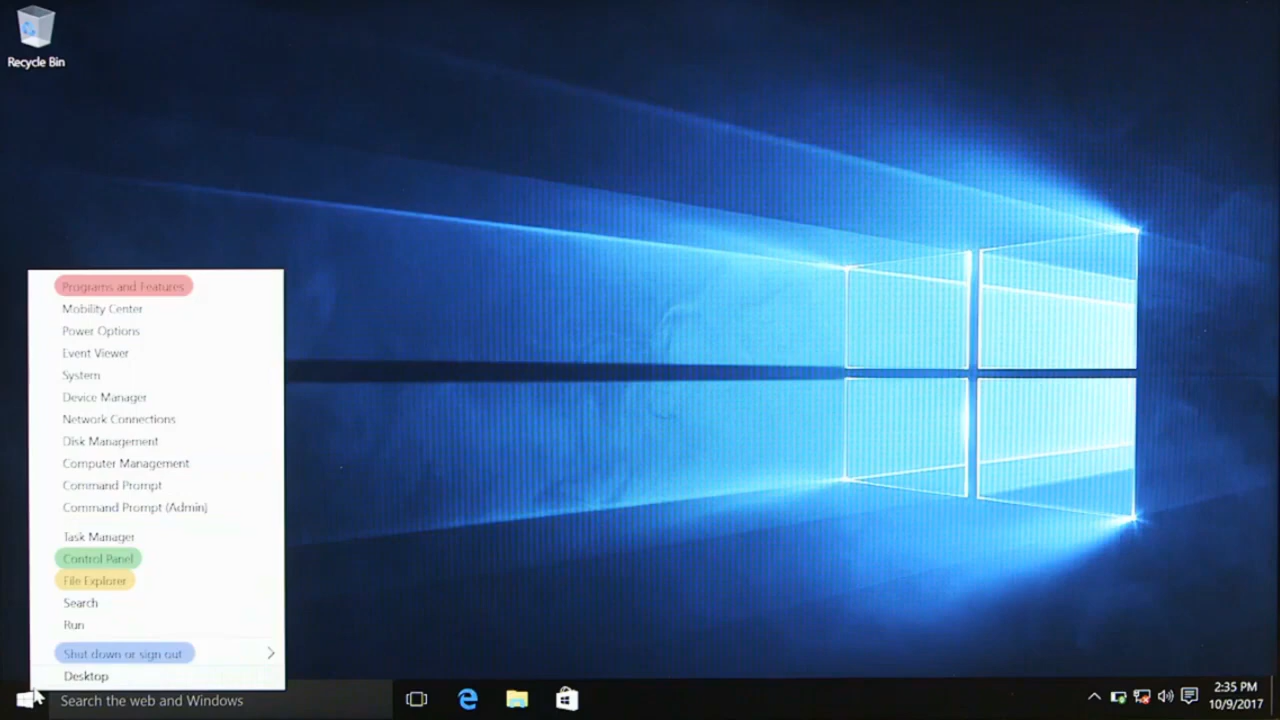 Recycle Bin
Programs and Features
Mobility Center
Power Options
Event Viewer
System
Device Manager
Network Connections
Disk Management
Computer Management
Command Prompt
Command Prompt (Admin)
Task Manager
Control Panel
File Explorer
Search
Run
Shut down or sign out
Desktop
Search the web and Windows
2:35 PM
10/9/2017